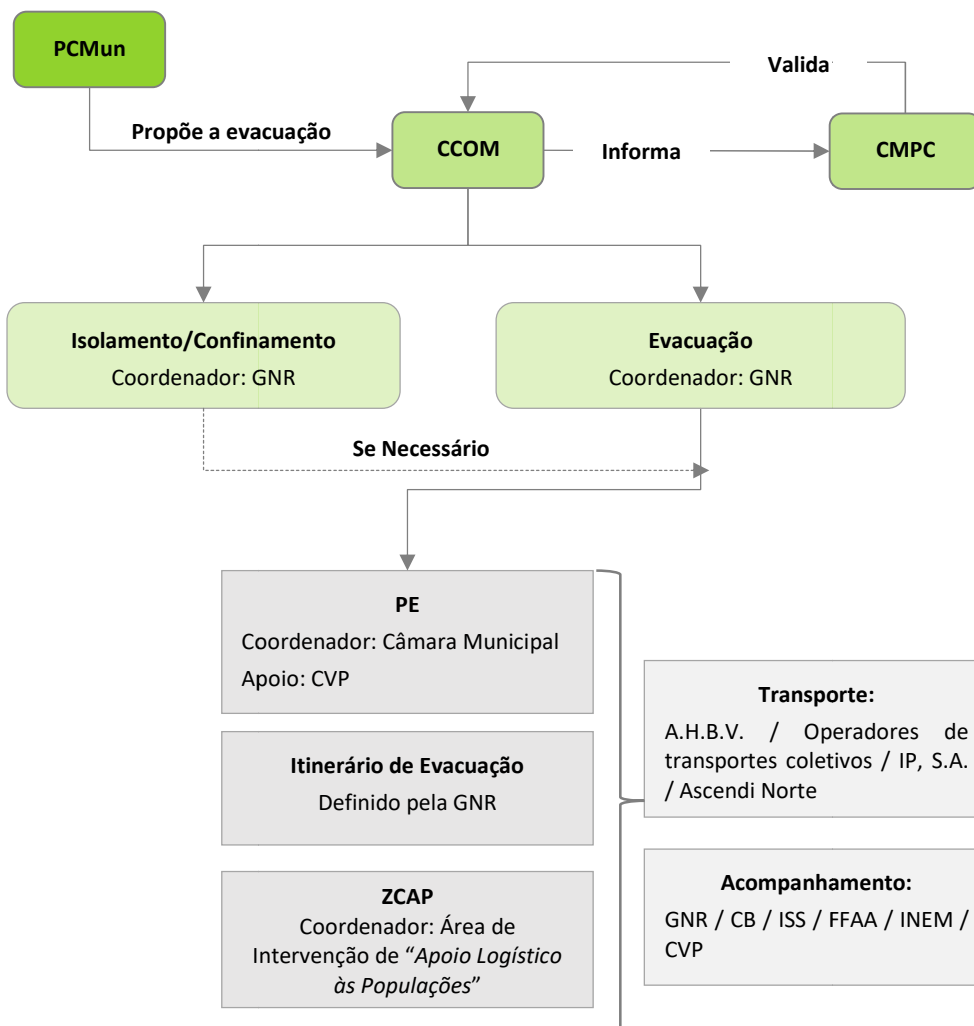 PCMun
Valida
Propõe a evacuação
CCOM
Informa
CMPC
Isolamento/Confinamento
Coordenador: GNR
Evacuação
Coordenador: GNR
Se Necessário
PE
Coordenador: Câmara Municipal
Apoio: CVP
Itinerário de Evacuação
Definido pela GNR
ZCAP
Coordenador: Área de
Intervenção de “Apoio Logístico
às Populações”
Transporte:
A.H.B.V. / Operadores de
transportes coletivos / IP, S.A.
/ Ascendi Norte
Acompanhamento:
GNR / CB / ISS / FFAA / INEM /
CVP